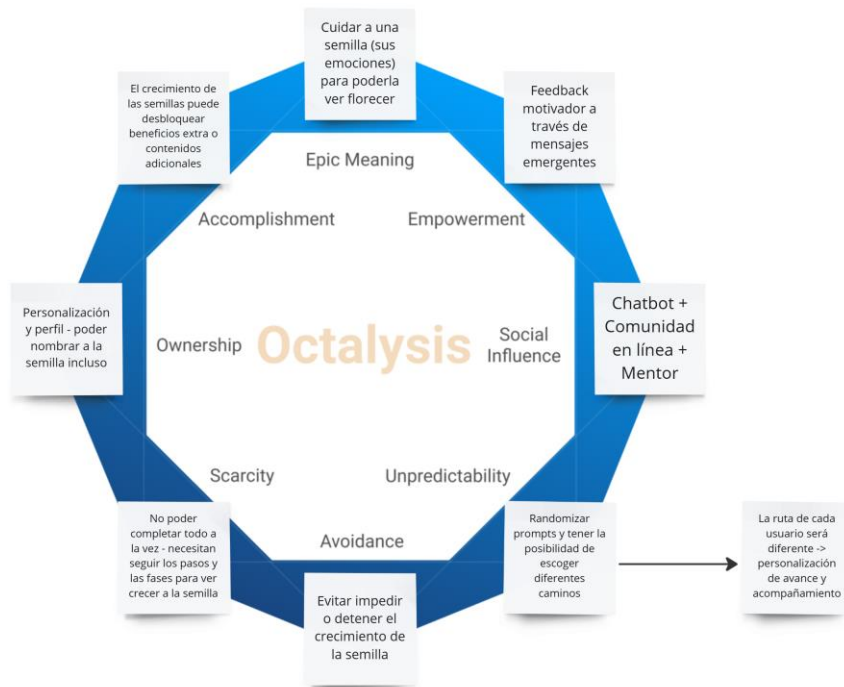 Cuidar a una
semilla (sus
emociones)
para poderla
ver florecer
El crecimiento de
las semillas puede
desbloquear
beneficios extra o
contenidos
adicionales
Feedback
motivador a
través de
mensajes
emergentes
Epic Meaning
Accomplishment
Empowerment
Personalización
y perfil - poder
nombrar a la
semilla incluso
Ownership
Octalysis
Social
Influence
Chatbot +
Comunidad
en línea +
Mentor
Scarcity
Unpredictability
Avoidance
No poder
completar todo a
la vez - necesitan
seguir los pasos y
las fases para ver
crecer a la semilla
Evitar impedir
o detener el
crecimiento de
la semilla
Randomizar
prompts y tener la
posibilidad de
escoger
diferentes
caminos
La ruta de cada
usuario será
diferente ->
personalización
de avance y
acompañamiento